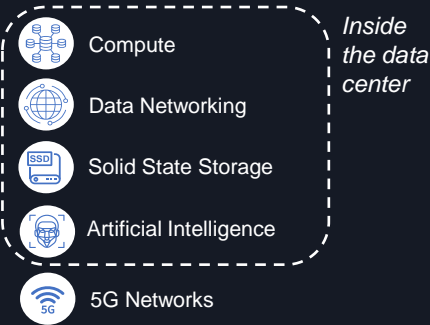 Compute
Inside
the data
center
Data Networking
SSD
Solid State Storage
Artificial Intelligence
5G
5G Networks